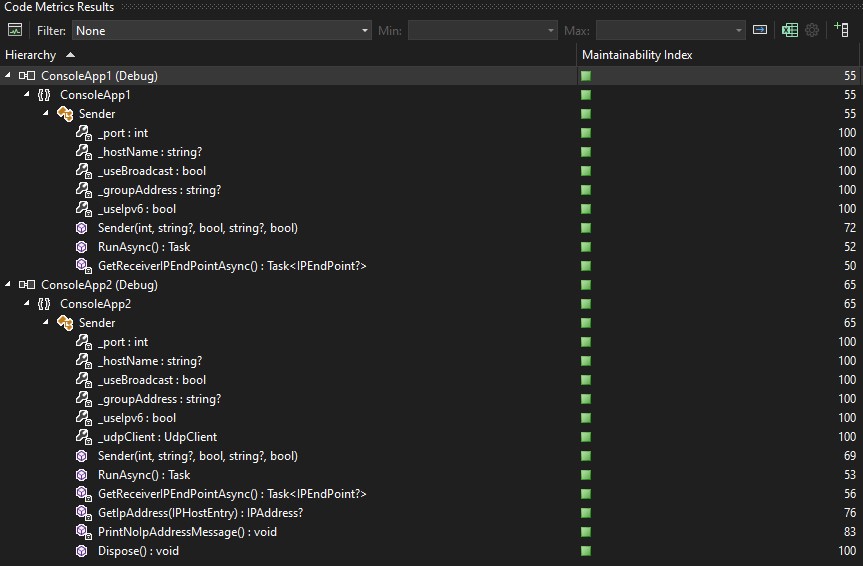 Code Metrics Results
Filter: None Min: Max:
Hierarchy Maintainability Index
ConsoleApp1 (Debug) 55
ConsoleApp1 55
Sender 55
_port : int 100
_hostName : string? 100
_useBroadcast : bool 100
_groupAddress : string? 100
_useIpv6 : bool 100
Sender(int, string?, bool, string?, bool) 72
RunAsync() : Task 52
GetReceiverIPEndPointAsync() : Task<IPEndPoint?> 50
ConsoleApp2 (Debug) 65
ConsoleApp2 65
Sender 65
_port : int 100
_hostName : string? 100
_useBroadcast : bool 100
_groupAddress : string? 100
_useIpv6 : bool 100
_udpClient : UdpClient 100
Sender(int, string?, bool, string?, bool) 69
RunAsync() : Task 53
GetReceiverIPEndPointAsync() : Task<IPEndPoint?> 56
GetIpAddress(IPHostEntry) : IPAddress? 76
PrintNoIpAddressMessage() : void 83
Dispose() : void 100